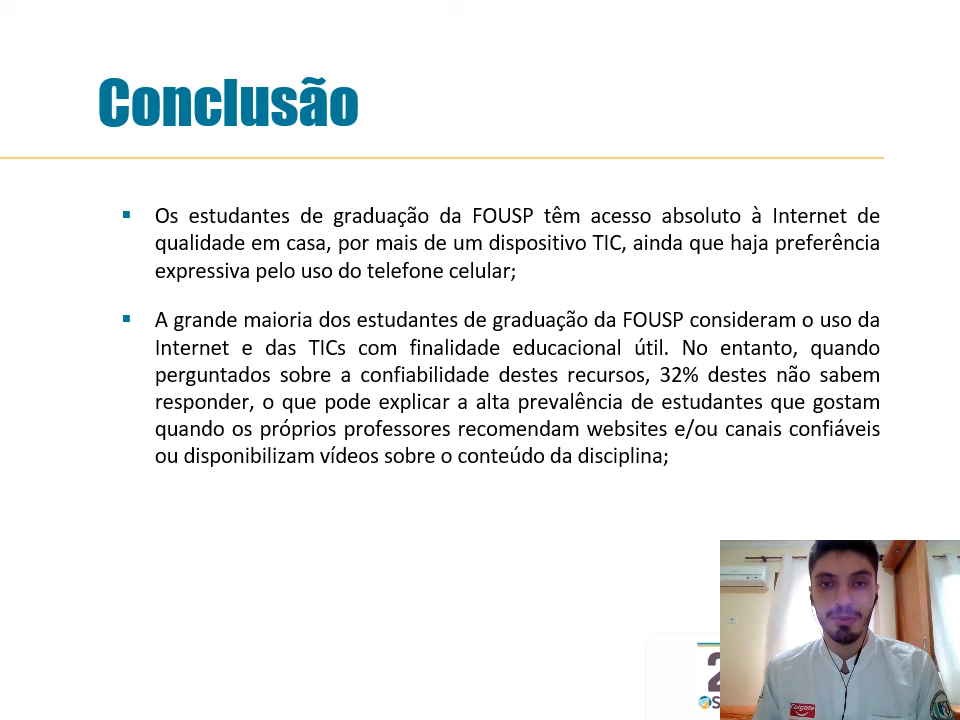 Conclusão
▪ Os estudantes de graduação da FOUSP têm acesso absoluto à Internet de
qualidade em casa, por mais de um dispositivo TIC, ainda que haja preferência
expressiva pelo uso do telefone celular;
▪ A grande maioria dos estudantes de graduação da FOUSP consideram o uso da
Internet e das TICs com finalidade educacional útil. No entanto, quando
perguntados sobre a confiabilidade destes recursos, 32% destes não sabem
responder, o que pode explicar a alta prevalência de estudantes que gostam
quando os próprios professores recomendam websites e/ou canais confiáveis
ou disponibilizam vídeos sobre o conteúdo da disciplina;
Colgate